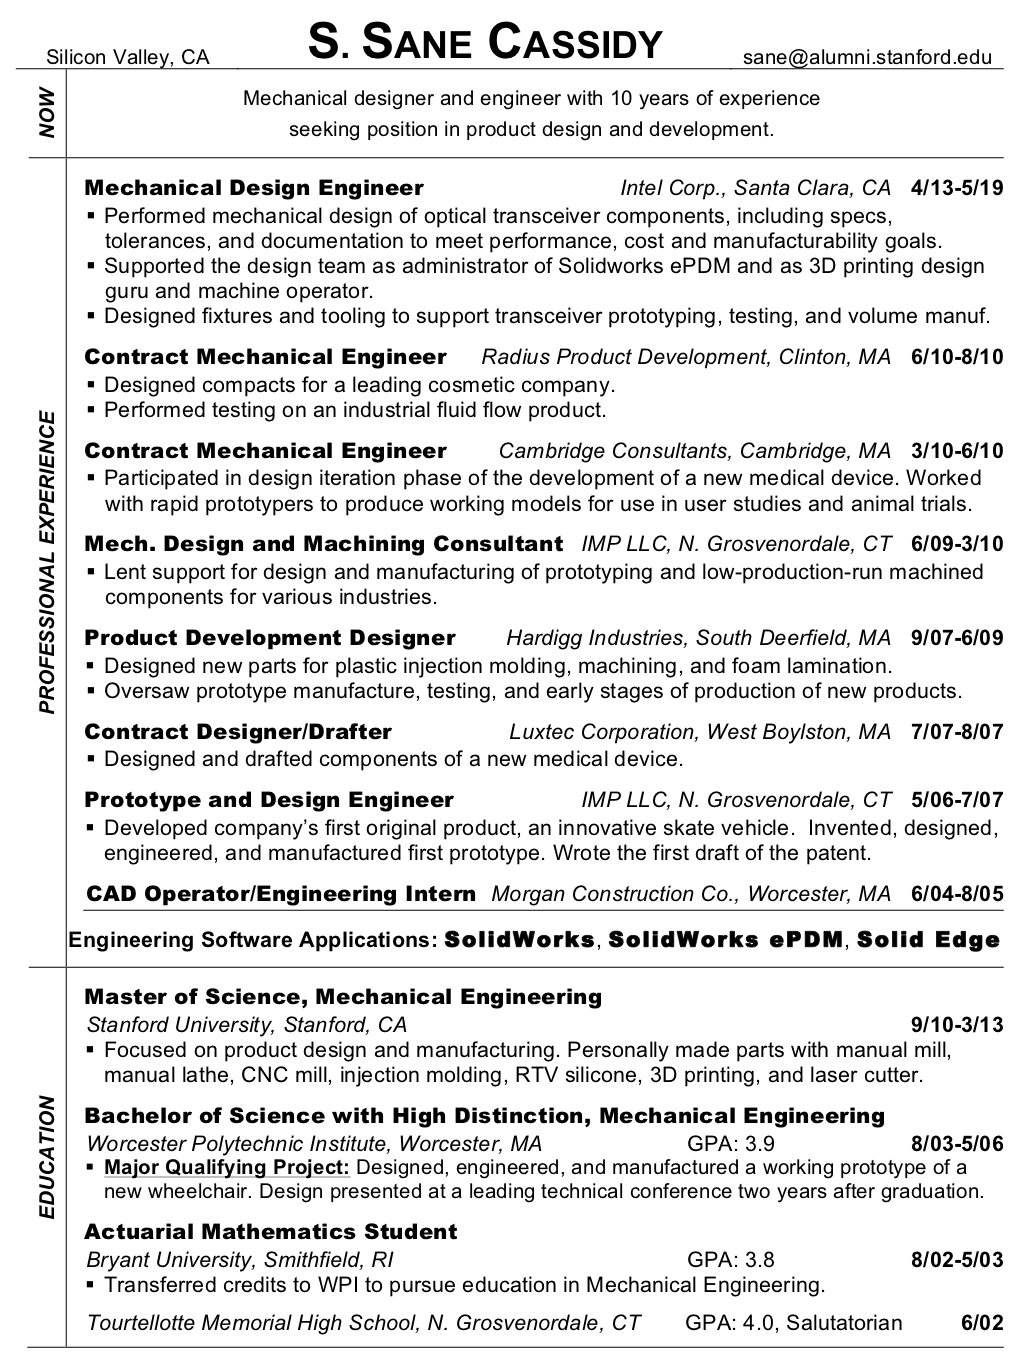 S. SANE CASSIDY
Silicon Valley, CA
sane@alumni.stanford.edu
NOW
Mechanical designer and engineer with 10 years of experience
seeking position in product design and development.
PROFESSIONAL EXPERIENCE
Mechanical Design Engineer Intel Corp., Santa Clara, CA 4/13-5/19
▪ Performed mechanical design of optical transceiver components, including specs,
tolerances, and documentation to meet performance, cost and manufacturability goals.
▪ Supported the design team as administrator of Solidworks ePDM and as 3D printing design
guru and machine operator.
▪ Designed fixtures and tooling to support transceiver prototyping, testing, and volume manuf.
Contract Mechanical Engineer Radius Product Development, Clinton, MA 6/10-8/10
▪ Designed compacts for a leading cosmetic company.
▪ Performed testing on an industrial fluid flow product.
Contract Mechanical Engineer Cambridge Consultants, Cambridge, MA 3/10-6/10
▪ Participated in design iteration phase of the development of a new medical device. Worked
with rapid prototypers to produce working models for use in user studies and animal trials.
Mech. Design and Machining Consultant IMP LLC, N. Grosvenordale, CT 6/09-3/10
▪ Lent support for design and manufacturing of prototyping and low-production-run machined
components for various industries.
Product Development Designer Hardigg Industries, South Deerfield, MA 9/07-6/09
▪ Designed new parts for plastic injection molding, machining, and foam lamination.
▪ Oversaw prototype manufacture, testing, and early stages of production of new products.
Contract Designer/Drafter Luxtec Corporation, West Boylston, MA 7/07-8/07
▪ Designed and drafted components of a new medical device.
Prototype and Design Engineer IMP LLC, N. Grosvenordale, CT 5/06-7/07
▪ Developed company's first original product, an innovative skate vehicle. Invented, designed,
engineered, and manufactured first prototype. Wrote the first draft of the patent.
CAD Operator/Engineering Intern Morgan Construction Co., Worcester, MA 6/04-8/05
Engineering Software Applications: SolidWorks, SolidWorks ePDM, Solid Edge
EDUCATION
Master of Science, Mechanical Engineering
Stanford University, Stanford, CA 9/10-3/13
▪ Focused on product design and manufacturing. Personally made parts with manual mill,
manual lathe, CNC mill, injection molding, RTV silicone, 3D printing, and laser cutter.
Bachelor of Science with High Distinction, Mechanical Engineering
Worcester Polytechnic Institute, Worcester, MA GPA: 3.9 8/03-5/06
▪ Major Qualifying Project: Designed, engineered, and manufactured a working prototype of a
new wheelchair. Design presented at a leading technical conference two years after graduation.
Actuarial Mathematics Student
Bryant University, Smithfield, RI GPA: 3.8 8/02-5/03
▪ Transferred credits to WPI to pursue education in Mechanical Engineering.
Tourtellotte Memorial High School, N. Grosvenordale, CT GPA: 4.0, Salutatorian 6/02